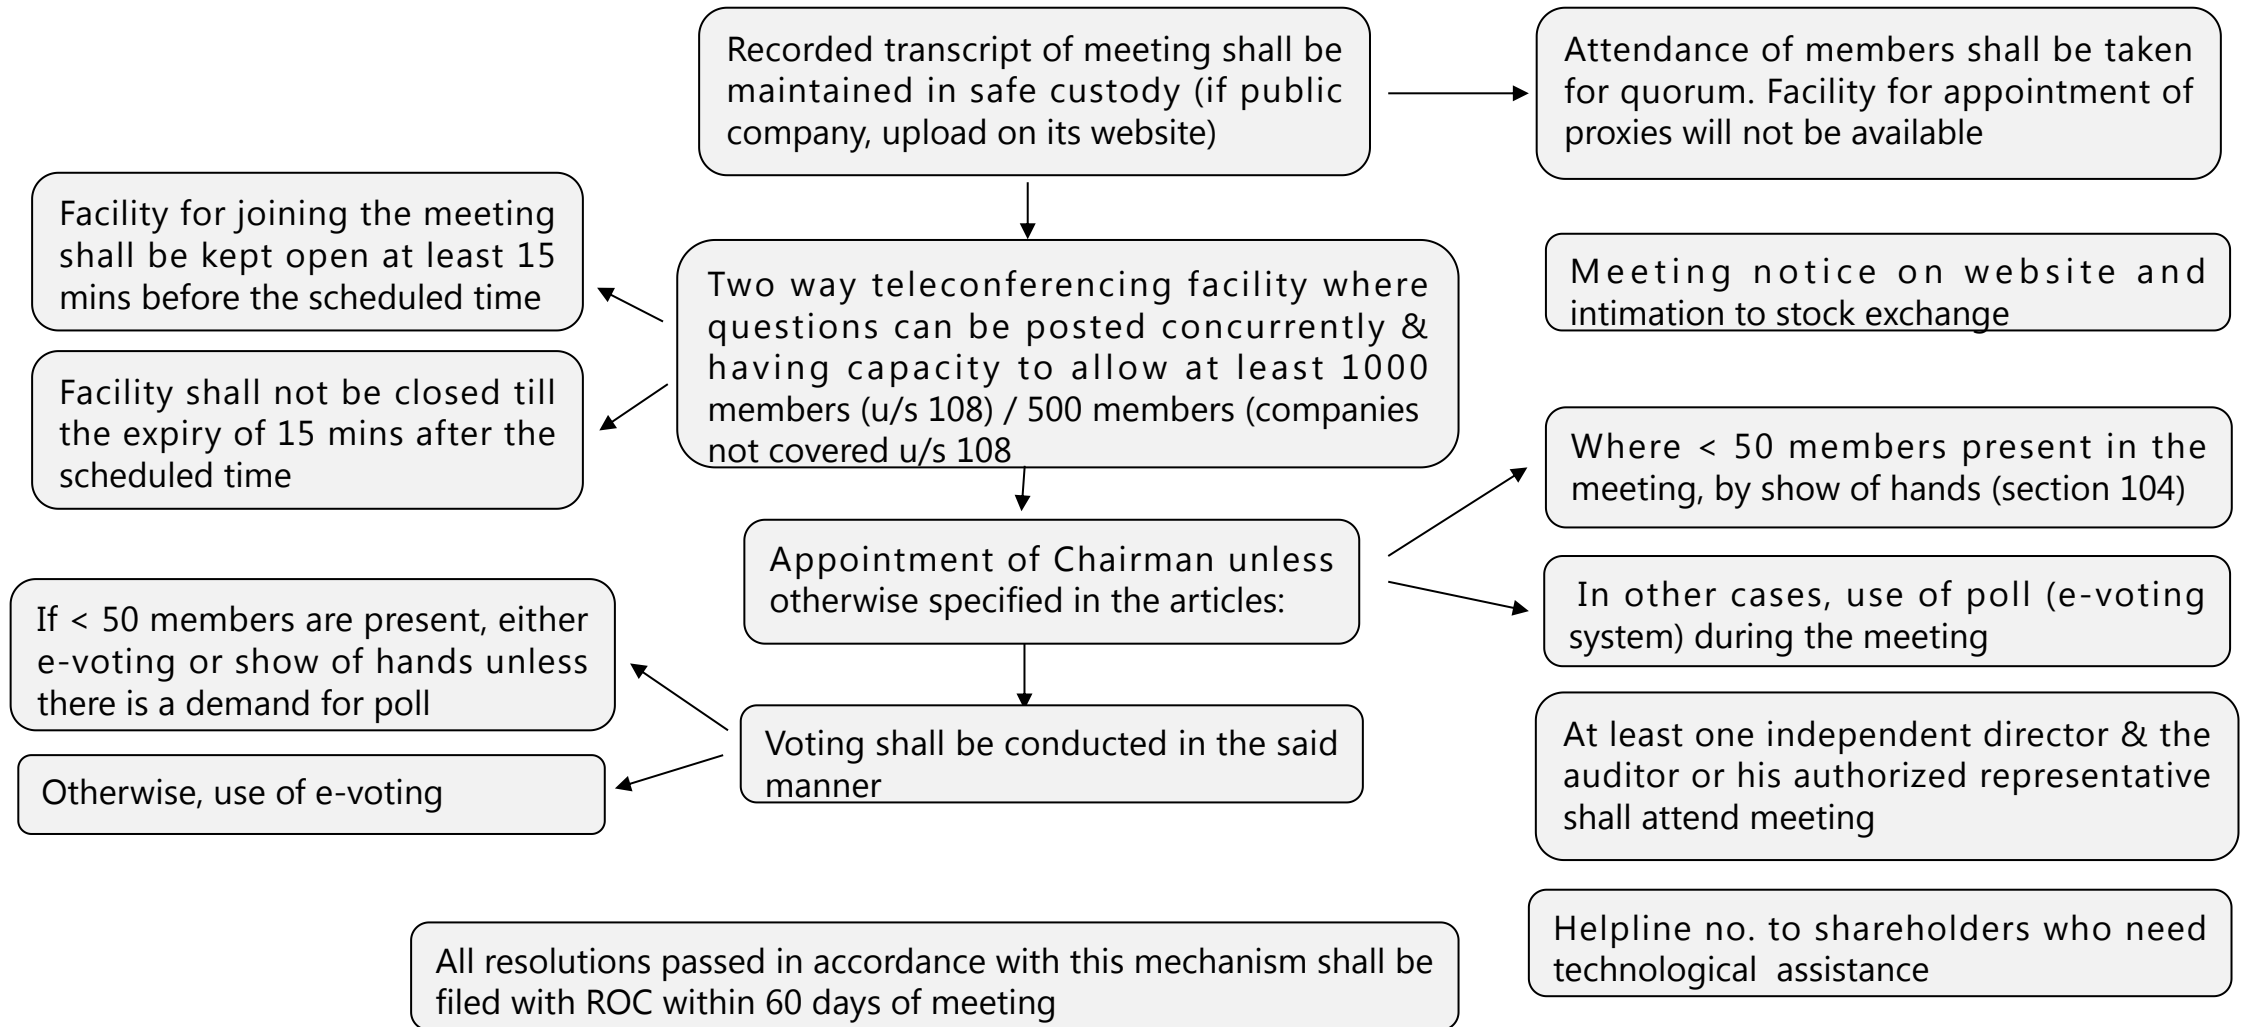 Recorded transcript of meeting shall be
maintained in safe custody (if public
company, upload on its website)
Attendance of members shall be taken
for quorum. Facility for appointment of
proxies will not be available
Facility for joining the meeting
shall be kept open at least 15
mins before the scheduled time
Two way teleconferencing facility where
questions can be posted concurrently &
having capacity to allow at least 1000
members (u/s 108) / 500 members (companies
not covered u/s 108
Meeting notice on website and
intimation to stock exchange
Facility shall not be closed till
the expiry of 15 mins after the
scheduled time
Where < 50 members present in the
meeting, by show of hands (section 104)
Appointment of Chairman unless
otherwise specified in the articles:
In other cases, use of poll (e-voting
system) during the meeting
If < 50 members are present, either
e-voting or show of hands unless
there is a demand for poll
Voting shall be conducted in the said
manner
At least one independent director & the
auditor or his authorized representative
shall attend meeting
Otherwise, use of e-voting
Helpline no. to shareholders who need
technological assistance
All resolutions passed in accordance with this mechanism shall be
filed with ROC within 60 days of meeting